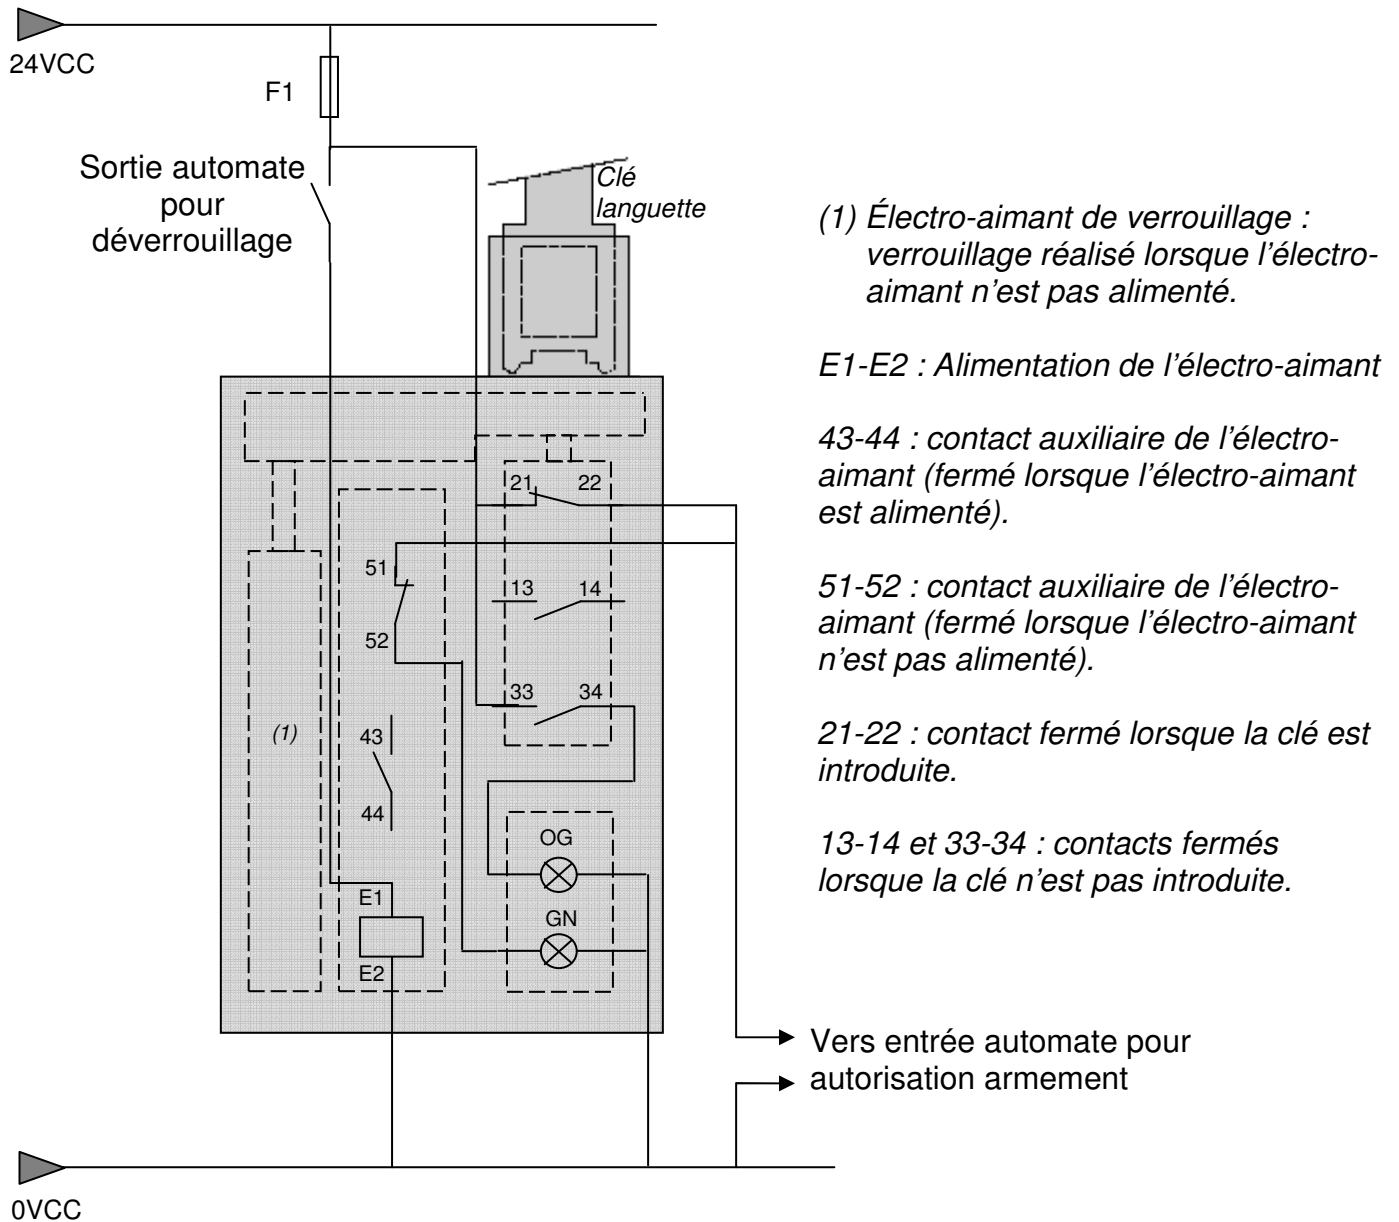 24VCC
F1
Sortie automate
pour
déverrouillage
Clé
languette
(1) Électro-aimant de verrouillage :
verrouillage réalisé lorsque l'électro-
aimant n'est pas alimenté.
E1-E2 : Alimentation de l'électro-aimant
43-44 : contact auxiliaire de l'électro-
aimant (fermé lorsque l'électro-aimant
est alimenté).
51-52 : contact auxiliaire de l'électro-
aimant (fermé lorsque l'électro-aimant
n'est pas alimenté).
21-22 : contact fermé lorsque la clé est
introduite.
13-14 et 33-34 : contacts fermés
lorsque la clé n'est pas introduite.
21 22
51
13 14
52
33 34
(1)
43
44
OG
E1
GN
E2
Vers entrée automate pour
autorisation armement
0VCC